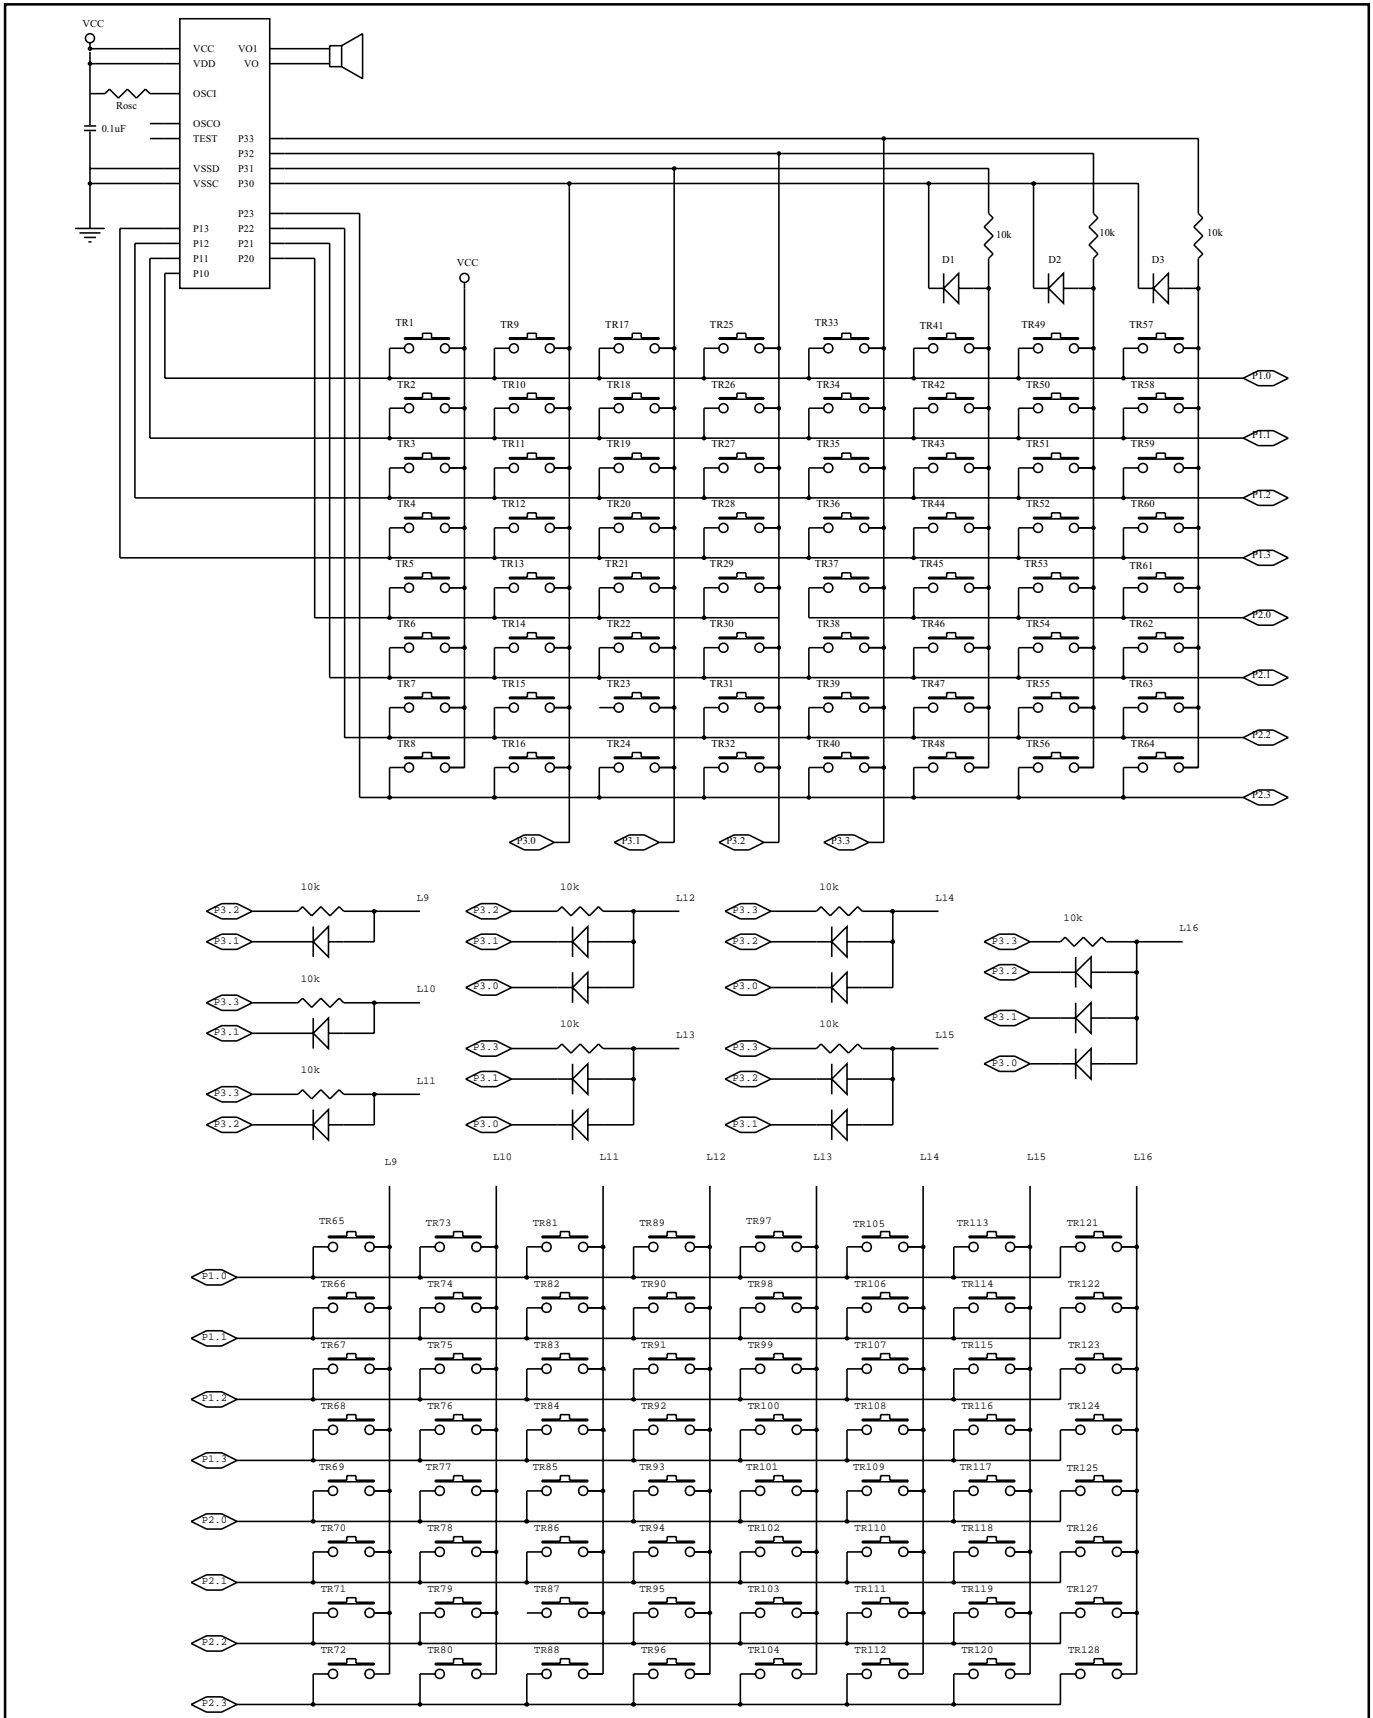 VCC
VCC VO1
VDD VO
OSCI
Rosc
OSCO
0.1uF
TEST P33
P32
VSSD P31
VSSC P30
P23
P13 P22
P12 P21
P11 P20
P10
10k 10k 10k
VCC D1 D2 D3
TR1 TR9 TR17 TR25 TR33 TR41 TR49 TR57
P1.0
TR2 TR10 TR18 TR26 TR34 TR42 TR50 TR58
P1.1
TR3 TR11 TR19 TR27 TR35 TR43 TR51 TR59
P1.2
TR4 TR12 TR20 TR28 TR36 TR44 TR52 TR60
P1.3
TR5 TR13 TR21 TR29 TR37 TR45 TR53 TR61
P2.0
TR6 TR14 TR22 TR30 TR38 TR46 TR54 TR62
P2.1
TR7 TR15 TR23 TR31 TR39 TR47 TR55 TR63
P2.2
TR8 TR16 TR24 TR32 TR40 TR48 TR56 TR64
P2.3
P3.0 P3.1 P3.2 P3.3
10k
P3.2 L9
P3.1
10k
P3.3 L10
P3.1
10k
P3.3 L11
P3.2
10k
P3.2 L12
P3.1
P3.0
10k
P3.3 L13
P3.1
P3.0
10k
P3.3 L14
P3.2
P3.0
10k
P3.3 L15
P3.2
P3.1
10k
P3.3 L16
P3.2
P3.1
P3.0
L9 L10 L11 L12 L13 L14 L15 L16
TR65 TR73 TR81 TR89 TR97 TR105 TR113 TR121
P1.0
TR66 TR74 TR82 TR90 TR98 TR106 TR114 TR122
P1.1
TR67 TR75 TR83 TR91 TR99 TR107 TR115 TR123
P1.2
TR68 TR76 TR84 TR92 TR100 TR108 TR116 TR124
P1.3
TR69 TR77 TR85 TR93 TR101 TR109 TR117 TR125
P2.0
TR70 TR78 TR86 TR94 TR102 TR110 TR118 TR126
P2.1
TR71 TR79 TR87 TR95 TR103 TR111 TR119 TR127
P2.2
TR72 TR80 TR88 TR96 TR104 TR112 TR120 TR128
P2.3